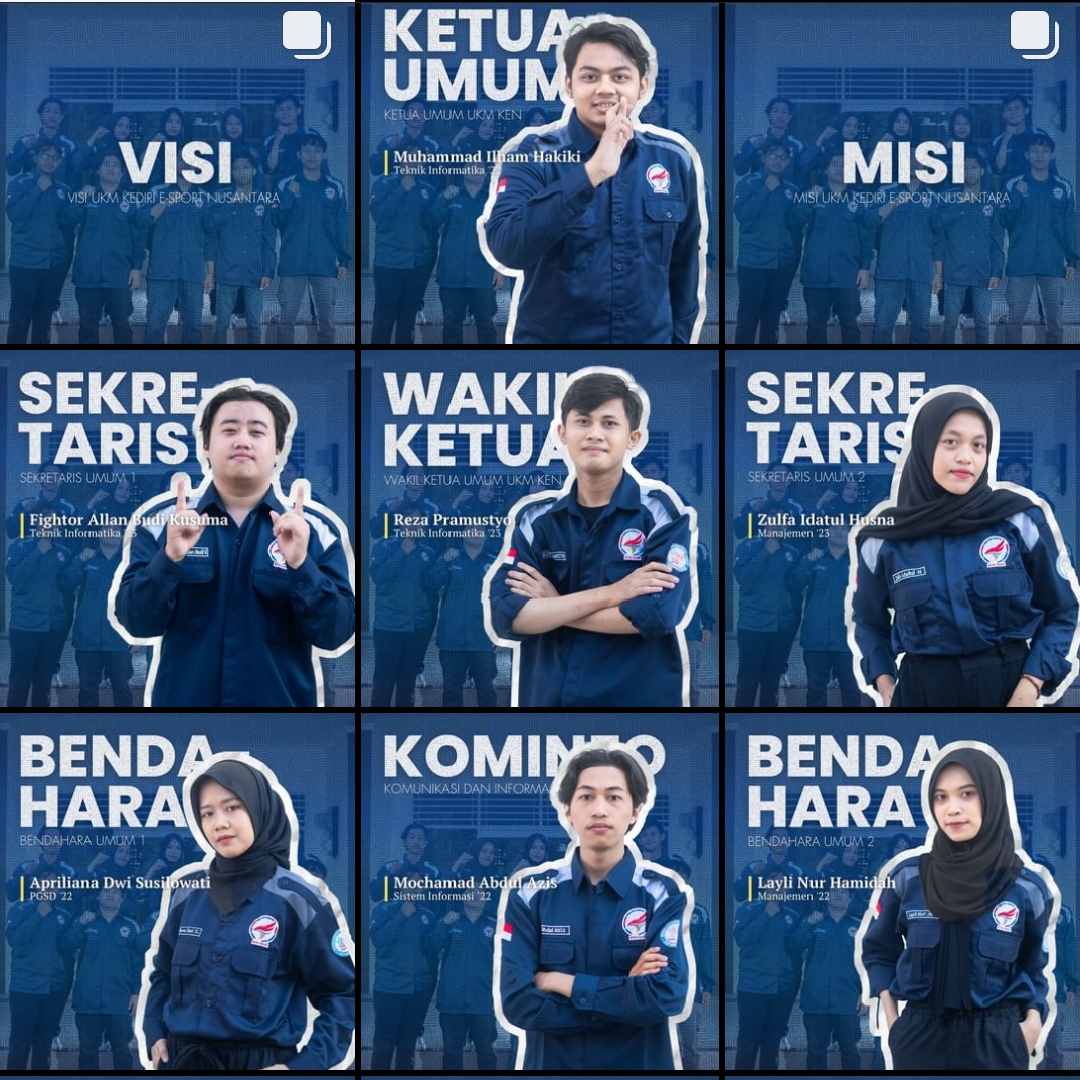 VISI
VISI UKM KEDIRI E-SPORT NUSANTARA
KETUA
UMUM
KETUA UMUM UKM KEN
Muhammad Ilham Hakiki
Teknik Informatika
MISI
MISI UKM KEDIRI E-SPORT NUSANTARA
SEKRE-
TARIS
SEKRETARIS UMUM 1
Fightor Allan Budi Kusuma
Teknik Informatika
WAKIL
KETUA
WAKIL KETUA UMUM UKM KEN
Reza Pramustyo
Teknik Informatika '23
SEKRE
TARIS
SEKRETARIS UMUM 2
Zulfa Idatul Husna
Manajemen '23
BENDA-
HARA
BENDAHARA UMUM 1
Apriliana Dwi Susilowati
PGSD '22
KOMINFO
KOMUNIKASI DAN INFORMA
Mochamad Abdul Azis
Sistem Informasi '22
BENDA
HARA
BENDAHARA UMUM 2
Layli Nur Hamidah
Manajemen '22